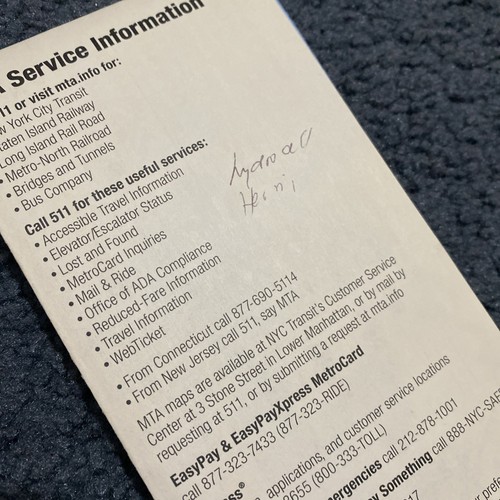 Service Information
11 or visit mta.info for:
w York City Transit
aten Island Railway
Long Island Rail Road
• Metro-North Railroad
• Bridges and Tunnels
• Bus Company
Call 511 for these useful services:
• Accessible Travel Information
• Elevator/Escalator Status
• Lost and Found
• MetroCard Inquiries
• Mail & Ride
• Office of ADA Compliance
• Reduced-Fare Information
• Travel Information
• WebTicket
• From Connecticut call 877-690-5114
• From New Jersey call 511, say MTA
MTA maps are available at NYC Transit's Customer Service
Center at 3 Stone Street in Lower Manhattan, or by mail by
requesting at 511, or by submitting a request at mta.info
EasyPay & EasyPayXpress MetroCard
call 877-323-7433 (877-323-RIDE)
applications, and customer service locations
6555 (800-333-TOLL)
ergencies call 212-878-1001
Something call 888-NYC-SAFE